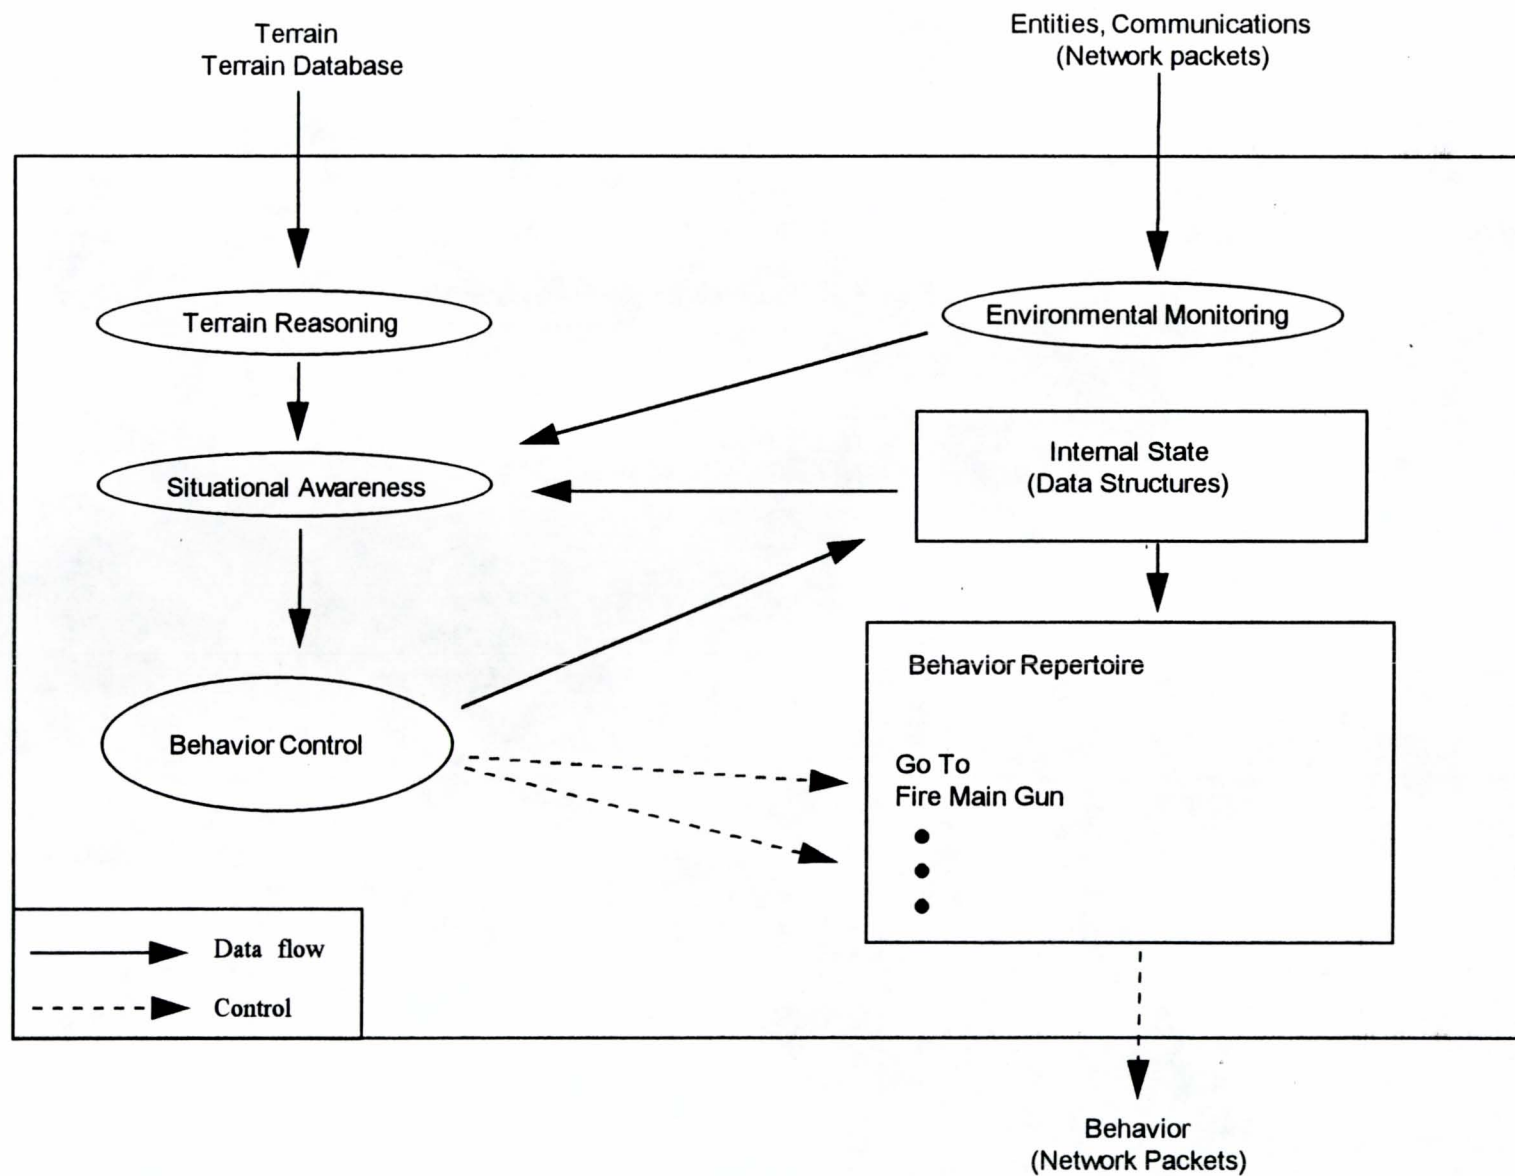 Terrain
Terrain Database
Entities, Communications
(Network packets)
Terrain Reasoning
Environmental Monitoring
Situational Awareness
Internal State
(Data Structures)
Behavior Control
Behavior Repertoire
Go To
Fire Main Gun
Data flow
Control
Behavior
(Network Packets)